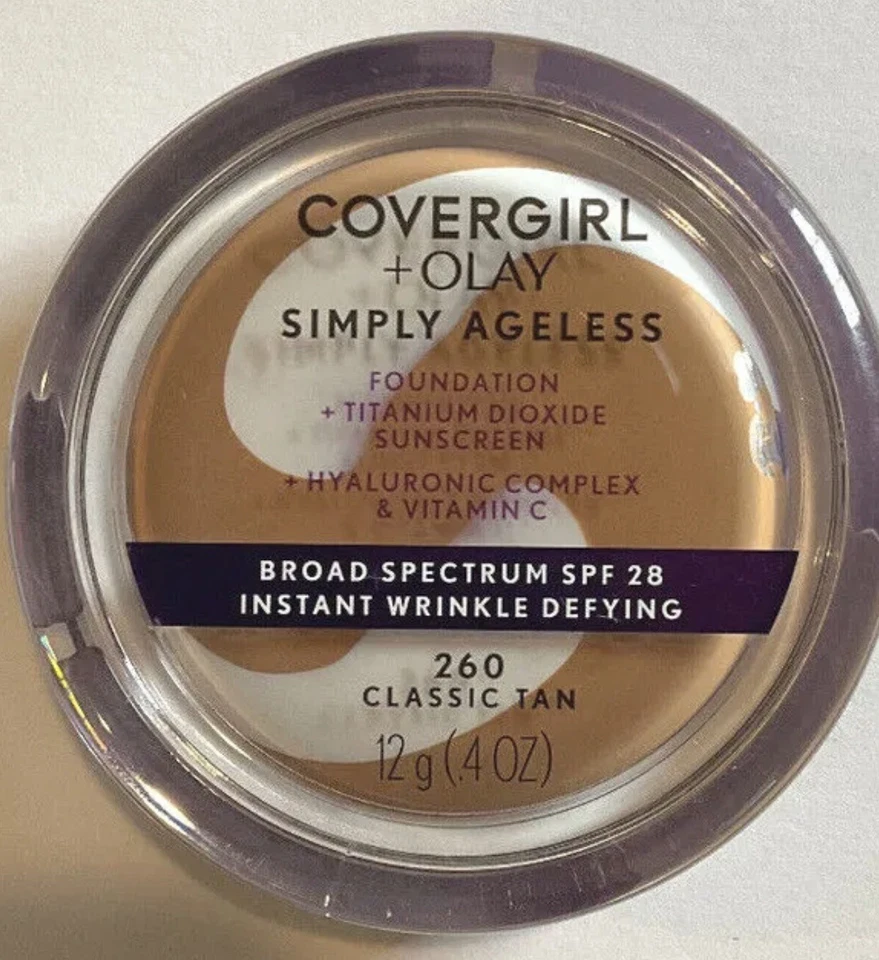 COVERGIRL
+OLAY
SIMPLY AGELESS
FOUNDATION
+ TITANIUM DIOXIDE
SUNSCREEN
+ HYALURONIC COMPLEX
& VITAMIN C
BROAD SPECTRUM SPF 28
INSTANT WRINKLE DEFYING
260
CLASSIC TAN
12 g (.4 OZ)